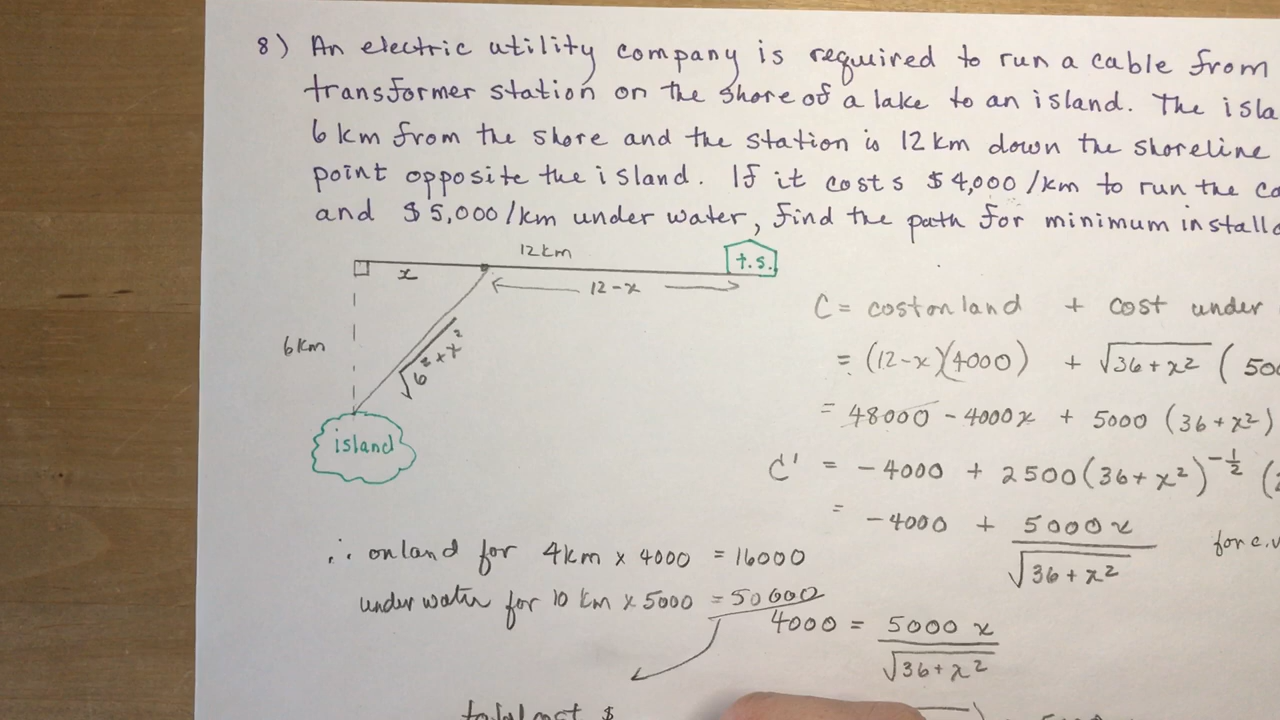 8) An electric utility company is required to run a cable from
transformer station on the shore of a lake to an island. The isla
6 km from the shore and the station is 12 km down the shoreline
point opposite the island. If it costs $4,000/km to run the ca
and $5,000/km under water, find the path for minimum installa
12 km
t.s.
x
12-x
6 km
√6²+x²
island
C = cost on land + cost under
= (12-x)(4000) + √36+x² (500
= 48000 - 4000x + 5000 (36+x²)
C' = -4000 + 2500(36+x²)^-1/2 (2
= -4000 + 5000x/√36+x²
for c.v
∴ on land for 4km x 4000 = 16000
under water for 10 km x 5000 = 50000
4000 = 5000x/√36+x²
total cost $